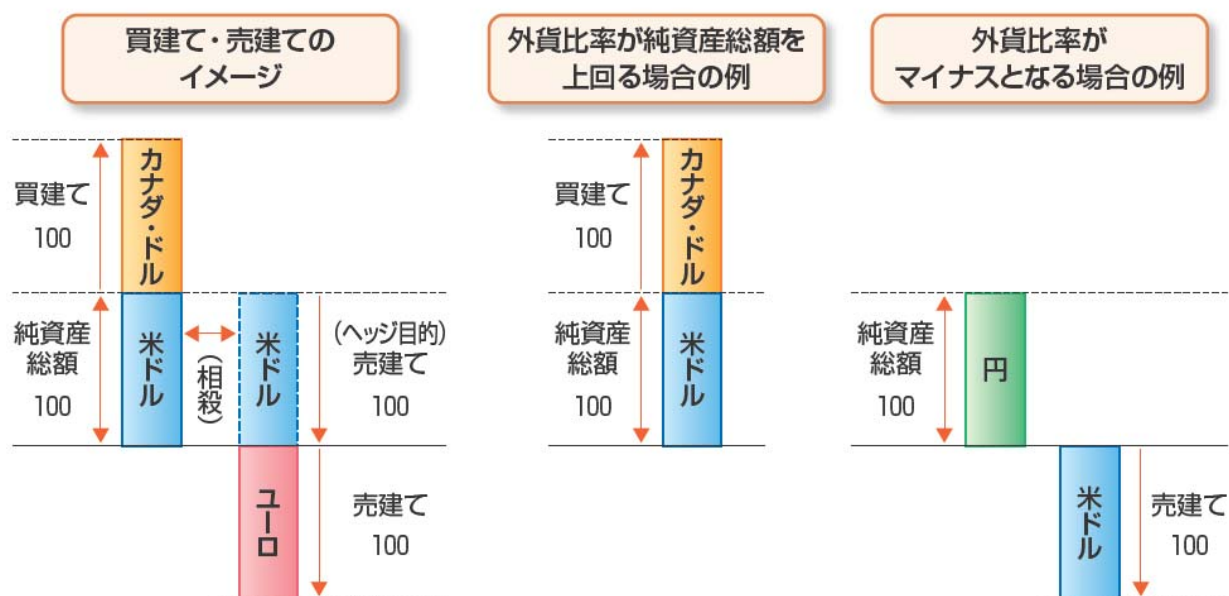 買建て・売建ての
イメージ
カナダ・ドル
買建て
100
純資産
総額
100
米ドル
(相殺)
米ドル
(ヘッジ目的)
売建て
100
ユーロ
売建て
100
外貨比率が純資産総額を
上回る場合の例
買建て
100
カナダ・ドル
純資産
総額
100
米ドル
外貨比率が
マイナスとなる場合の例
純資産
総額
100
円
米ドル
売建て
100